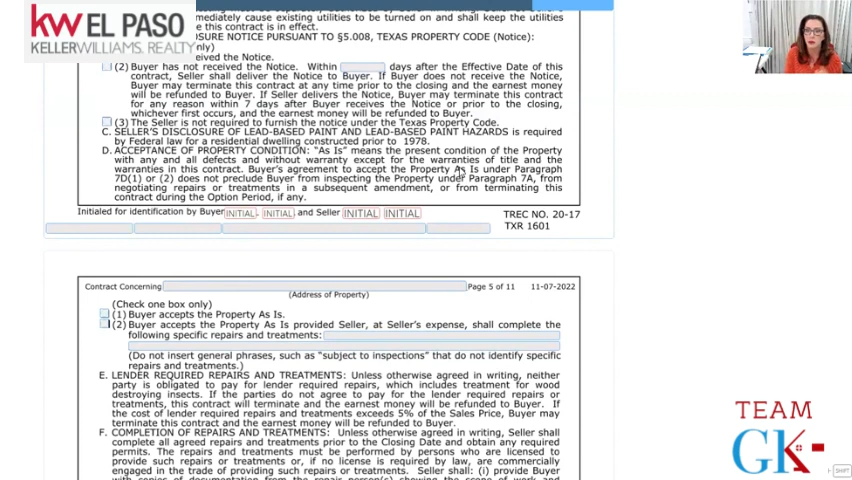 kw EL PASO
KELLERWILLIAMS. REALTY
mediately cause existing utilities to be turned on and shall keep the utilities
e this contract is in effect.
SURE NOTICE PURSUANT TO §5.008, TEXAS PROPERTY CODE (Notice):
nly)
eived the Notice.
(2) Buyer has not received the Notice. Within days after the Effective Date of this
contract, Seller shall deliver the Notice to Buyer. If Buyer does not receive the Notice,
Buyer may terminate this contract at any time prior to the closing and the earnest money
will be refunded to Buyer. If Seller delivers the Notice, Buyer may terminate this contract
for any reason within 7 days after Buyer receives the Notice or prior to the closing,
whichever first occurs, and the earnest money will be refunded to Buyer.
(3) The Seller is not required to furnish the notice under the Texas Property Code.
C. SELLER'S DISCLOSURE OF LEAD-BASED PAINT AND LEAD-BASED PAINT HAZARDS is required
by Federal law for a residential dwelling constructed prior to 1978.
D. ACCEPTANCE OF PROPERTY CONDITION: "As Is" means the present condition of the Property
with any and all defects and without warranty except for the warranties of title and the
warranties in this contract. Buyer's agreement to accept the Property As Is under Paragraph
7D(1) or (2) does not preclude Buyer from inspecting the Property under Paragraph 7A, from
negotiating repairs or treatments in a subsequent amendment, or from terminating this
contract during the Option Period, if any.
Initialed for identification by Buyer INITIAL, INITIAL, and Seller INITIAL INITIAL
TREC NO. 20-17
TXR 1601
Contract Concerning Page 5 of 11 11-07-2022
(Address of Property)
(Check one box only)
(1) Buyer accepts the Property As Is.
(2) Buyer accepts the Property As Is provided Seller, at Seller's expense, shall complete the
following specific repairs and treatments:
(Do not insert general phrases, such as "subject to inspections" that do not identify specific
repairs and treatments.)
E. LENDER REQUIRED REPAIRS AND TREATMENTS: Unless otherwise agreed in writing, neither
party is obligated to pay for lender required repairs, which includes treatment for wood
destroying insects. If the parties do not agree to pay for the lender required repairs or
treatments, this contract will terminate and the earnest money will be refunded to Buyer. If
the cost of lender required repairs and treatments exceeds 5% of the Sales Price, Buyer may
terminate this contract and the earnest money will be refunded to Buyer.
F. COMPLETION OF REPAIRS AND TREATMENTS: Unless otherwise agreed in writing, Seller shall
complete all agreed repairs and treatments prior to the Closing Date and obtain any required
permits. The repairs and treatments must be performed by persons who are licensed to
provide such repairs or treatments or, if no license is required by law, are commercially
engaged in the trade of providing such repairs or treatments. Seller shall: (i) provide Buyer
TEAM
GK
SHIFT